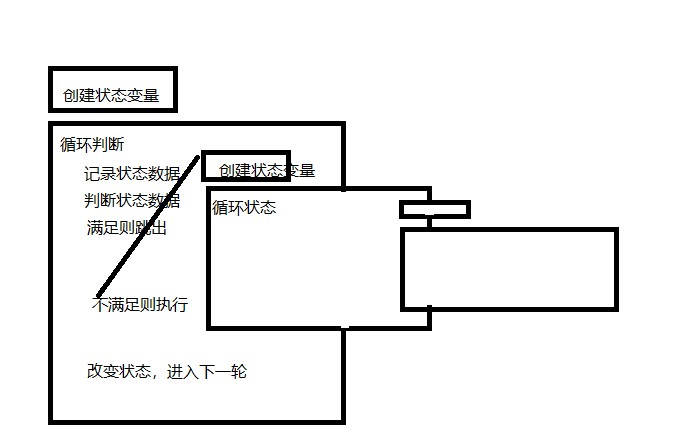 创建状态变量
循环判断
记录状态数据
判断状态数据
满足则跳出
不满足则执行
改变状态，进入下一轮
创建状态变量
循环状态